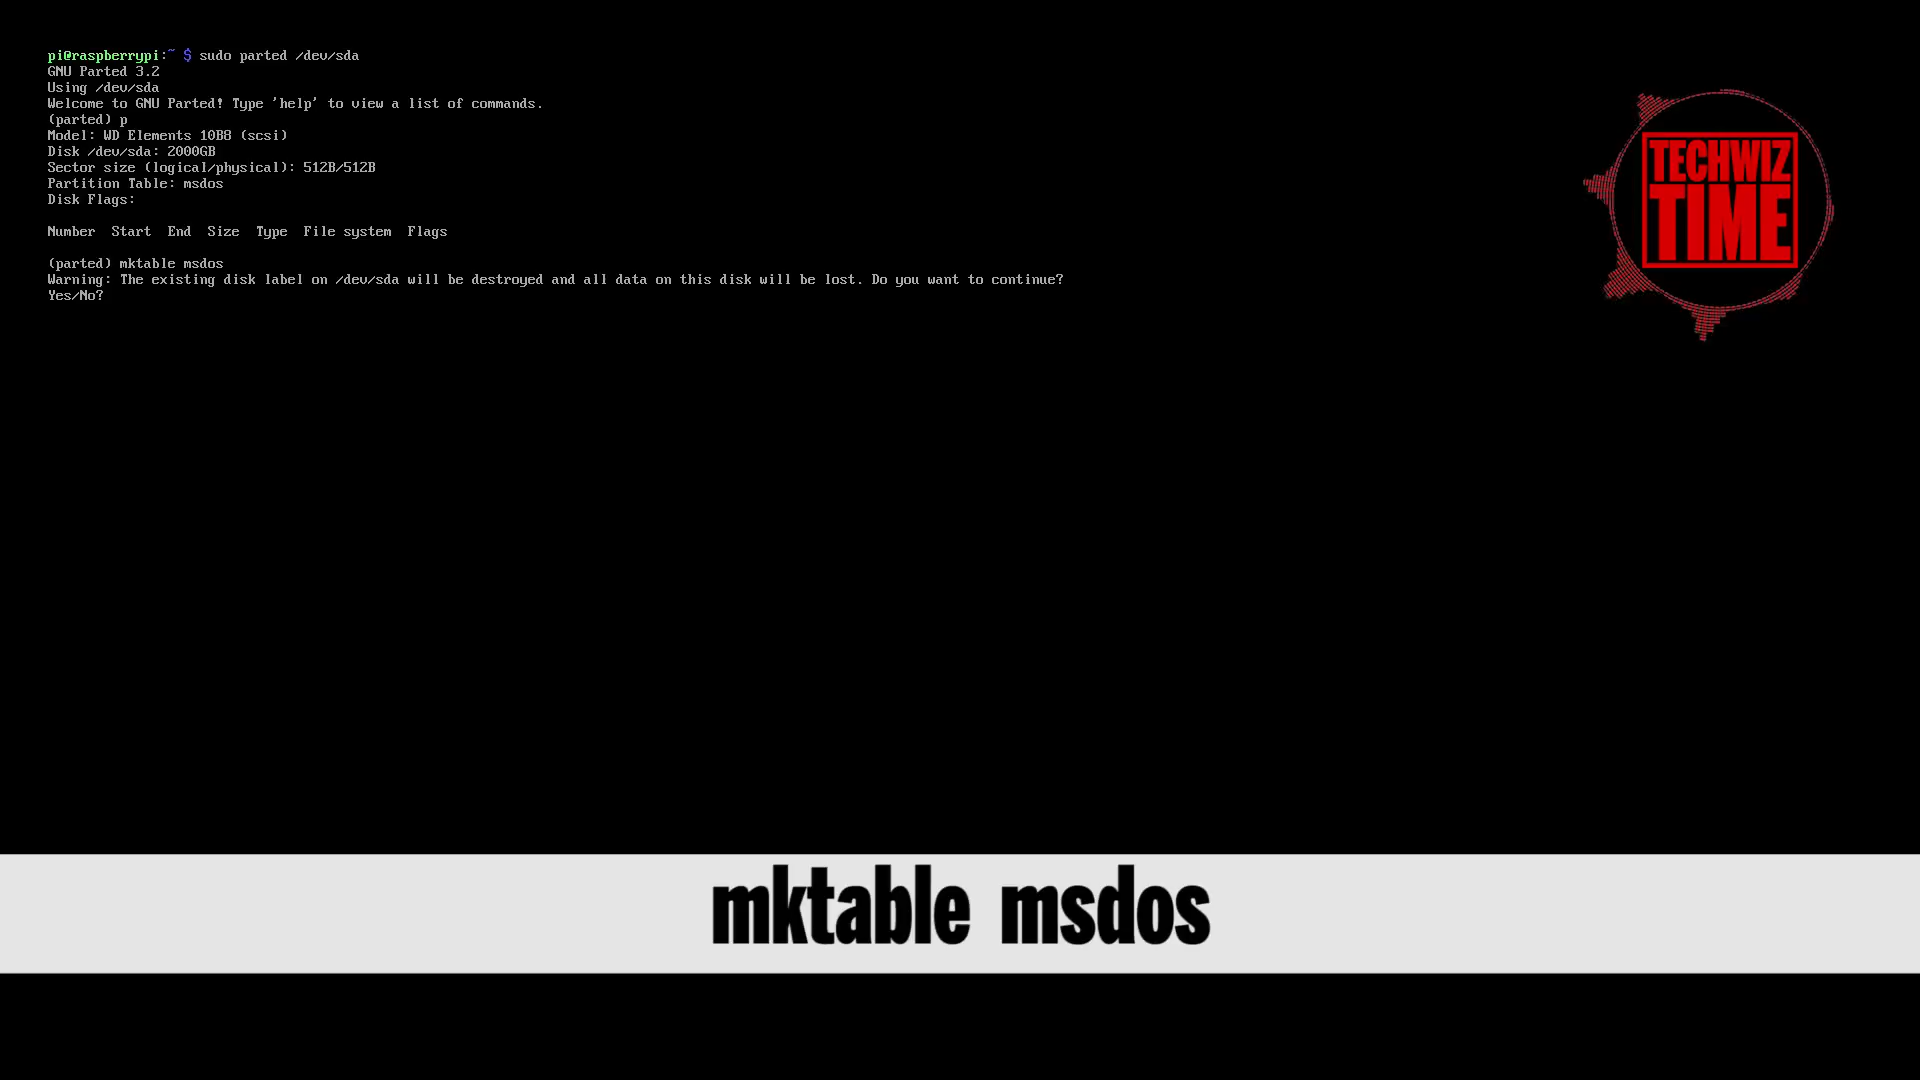 pi@raspberrypi:~ $ sudo parted /dev/sda
GNU Parted 3.2
Using /dev/sda
Welcome to GNU Parted! Type 'help' to view a list of commands.
(parted) p
Model: WD Elements 10B8 (scsi)
Disk /dev/sda: 2000GB
Sector size (logical/physical): 512B/512B
Partition Table: msdos
Disk Flags:
Number  Start  End  Size  Type  File system  Flags
(parted) mktable msdos
Warning: The existing disk label on /dev/sda will be destroyed and all data on this disk will be lost. Do you want to continue?
Yes/No?
TECHWIZ
TIME
mktable msdos